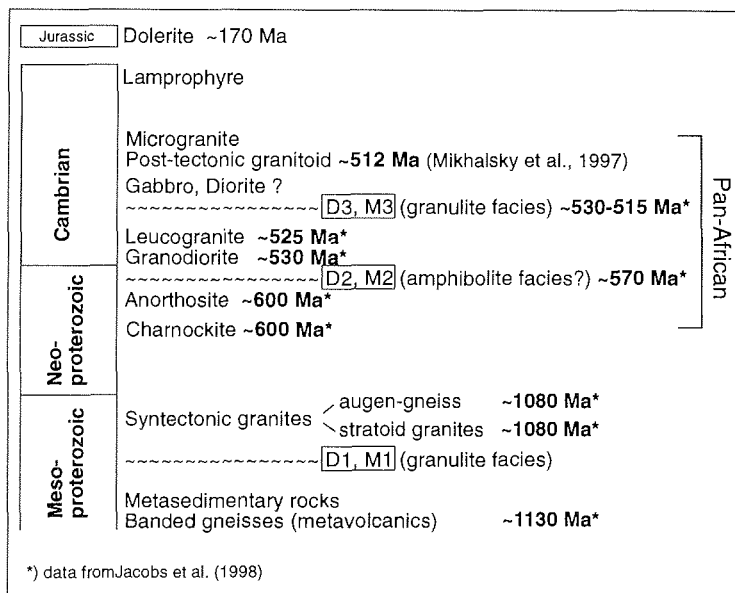 Jurassic Dolerite ~170 Ma
Lamprophyre
Cambrian
Microgranite
Post-tectonic granitoid ~512 Ma (Mikhalsky et al., 1997)
Gabbro, Diorite ?
~~~~~~~~~~~~~~~~ D3, M3 (granulite facies) ~530-515 Ma*
Leucogranite ~525 Ma*
Granodiorite ~530 Ma*
~~~~~~~~~~~~~~~~ D2, M2 (amphibolite facies?) ~570 Ma*
Pan-African
Neo-
proterozoic
Anorthosite ~600 Ma*
Charnockite ~600 Ma*
Meso-
proterozoic
augen-gneiss ~1080 Ma*
Syntectonic granites
stratoid granites ~1080 Ma*
~~~~~~~~~~~~~~~~ D1, M1 (granulite facies)
Metasedimentary rocks
Banded gneisses (metavolcanics) ~1130 Ma*
*) data fromJacobs et al. (1998)